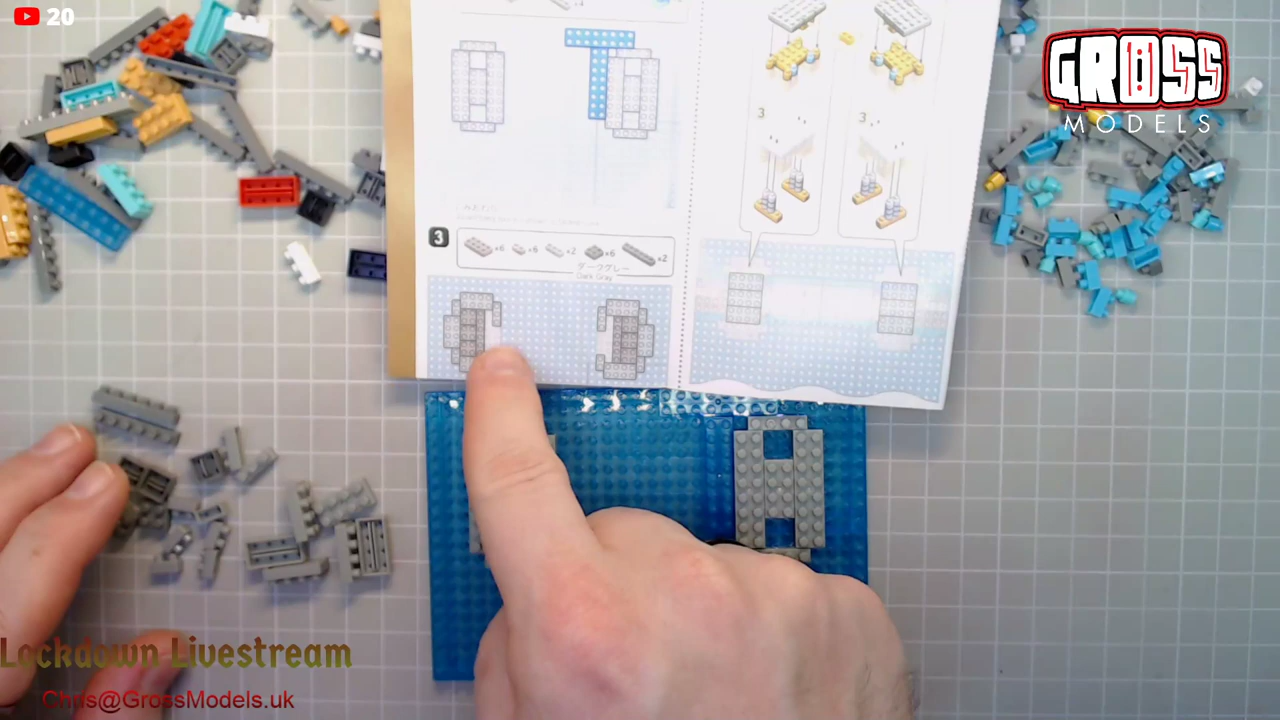 20
GROSS
MODELS
3
3
3
×6
×6
×2
×6
×2
ダークグレー
Dark Gray
Lockdown Livestream
Chris@GrossModels.uk